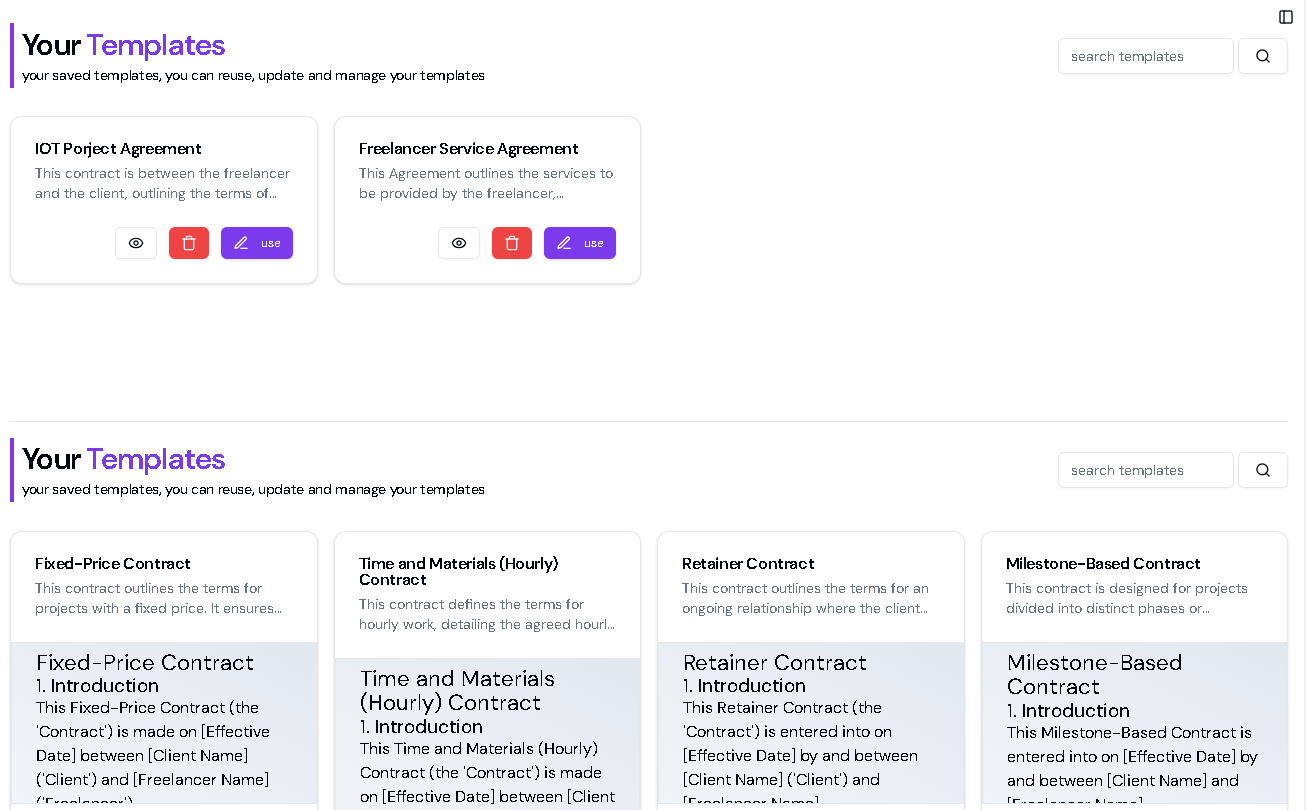 Your Templates
your saved templates, you can reuse, update and manage your templates
search templates
IOT Porject Agreement
This contract is between the freelancer
and the client, outlining the terms of...
use
Freelancer Service Agreement
This Agreement outlines the services to
be provided by the freelancer,...
use
Your Templates
your saved templates, you can reuse, update and manage your templates
search templates
Fixed-Price Contract
This contract outlines the terms for
projects with a fixed price. It ensures...
Fixed-Price Contract
1. Introduction
This Fixed-Price Contract (the
'Contract') is made on [Effective
Date] between [Client Name]
('Client') and [Freelancer Name]
('Freelancer')
Time and Materials (Hourly)
Contract
This contract defines the terms for
hourly work, detailing the agreed hourl...
Time and Materials
(Hourly) Contract
1. Introduction
This Time and Materials (Hourly)
Contract (the 'Contract') is made
on [Effective Date] between [Client
Retainer Contract
This contract outlines the terms for an
ongoing relationship where the client...
Retainer Contract
1. Introduction
This Retainer Contract (the
'Contract') is entered into on
[Effective Date] by and between
[Client Name] ('Client') and
[Freelancer Name]
Milestone-Based Contract
This contract is designed for projects
divided into distinct phases or...
Milestone-Based
Contract
1. Introduction
This Milestone-Based Contract is
entered into on [Effective Date] by
and between [Client Name] and
[Freelancer Name]